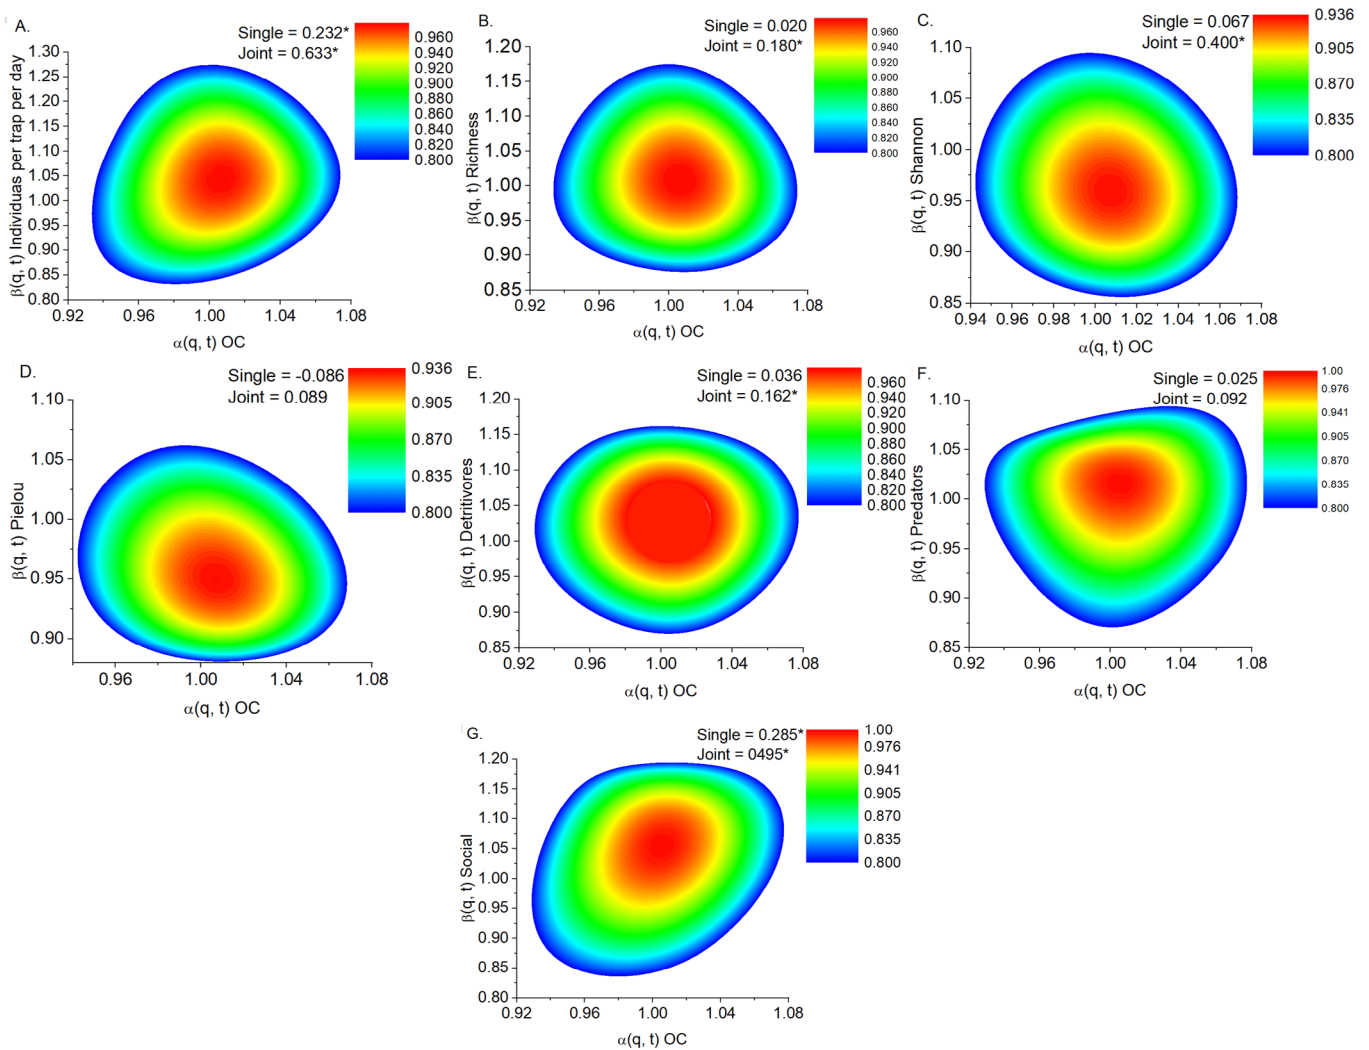 A.
Single = 0.232*
Joint = 0.633*
0.960
0.940
0.920
0.900
0.880
0.860
0.840
0.820
0.800
1.30
1.25
1.20
1.15
1.10
1.05
1.00
0.95
0.90
0.85
0.80
β(q, t) Individuas per trap per day
0.92 0.96 1.00 1.04 1.08
α(q, t) OC
B.
Single = 0.020
Joint = 0.180*
0.960
0.940
0.920
0.900
0.880
0.860
0.840
0.820
0.800
1.20
1.15
1.10
1.05
1.00
0.95
0.90
0.85
β(q, t) Richness
0.92 0.96 1.00 1.04 1.08
α(q, t) OC
C.
Single = 0.067
Joint = 0.400*
0.936
0.905
0.870
0.835
0.800
1.10
1.05
1.00
0.95
0.90
0.85
β(q, t) Shannon
0.94 0.96 0.98 1.00 1.02 1.04 1.06 1.08
α(q, t) OC
D.
Single = -0.086
Joint = 0.089
0.936
0.905
0.870
0.835
0.800
1.10
1.05
1.00
0.95
0.90
β(q, t) Pielou
0.96 1.00 1.04 1.08
α(q, t) OC
E.
Single = 0.036
Joint = 0.162*
0.960
0.940
0.920
0.900
0.880
0.860
0.840
0.820
0.800
1.20
1.15
1.10
1.05
1.00
0.95
0.90
0.85
β(q, t) Detritivores
0.92 0.96 1.00 1.04 1.08
α(q, t) OC
F.
Single = 0.025
Joint = 0.092
1.00
0.976
0.941
0.905
0.870
0.835
0.800
1.10
1.05
1.00
0.95
0.90
0.85
β(q, t) Predators
0.92 0.96 1.00 1.04 1.08
α(q, t) OC
G.
Single = 0.285*
Joint = 0495*
1.00
0.976
0.941
0.905
0.870
0.835
0.800
1.20
1.15
1.10
1.05
1.00
0.95
0.90
0.85
0.80
β(q, t) Social
0.92 0.96 1.00 1.04 1.08
α(q, t) OC